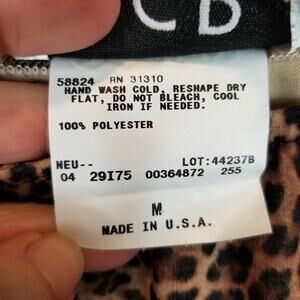 CB
58824 RN 31310
HAND WASH COLD, RESHAPE DRY
FLAT, DO NOT BLEACH, COOL
IRON IF NEEDED.
100% POLYESTER
NEU-- LOT:44237B
04 29I75 00364872 255
M
MADE IN U.S.A.